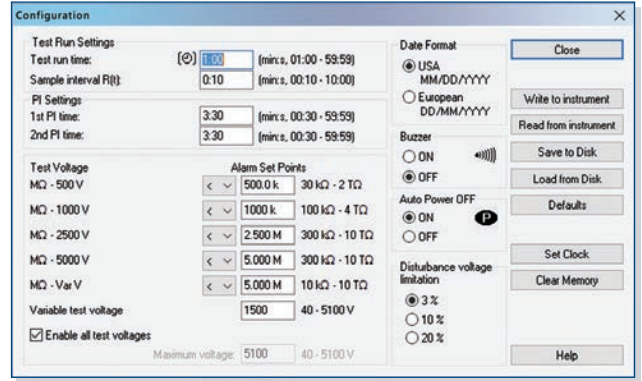 Configuration
Test Run Settings
Test run time:
1:00
(min:s, 01:00 - 59:59)
Sample interval R(t):
0:10
(min:s, 00:10 - 10:00)
PI Settings
1st PI time:
3:30
(min:s, 00:30 - 59:59)
2nd PI time:
3:30
(min:s, 00:30 - 59:59)
Test Voltage
Alarm Set Points
MΩ - 500 V
<
500.0 k
30 kΩ - 2 TΩ
MΩ - 1000 V
<
1000 k
100 kΩ - 4 TΩ
MΩ - 2500 V
<
2.500 M
300 kΩ - 10 TΩ
MΩ - 5000 V
<
5.000 M
300 kΩ - 10 TΩ
MΩ - Var V
<
5.000 M
10 kΩ - 10 TΩ
Variable test voltage
1500
40 - 5100 V
Enable all test voltages
Maximum voltage:
5100
40 - 5100 V
Date Format
USA
MM/DD/YYYY
European
DD/MM/YYYY
Buzzer
ON
OFF
Auto Power OFF
ON
P
OFF
Disturbance voltage
limitation
3 %
10 %
20 %
Close
Write to instrument
Read from instrument
Save to Disk
Load from Disk
Defaults
Set Clock
Clear Memory
Help